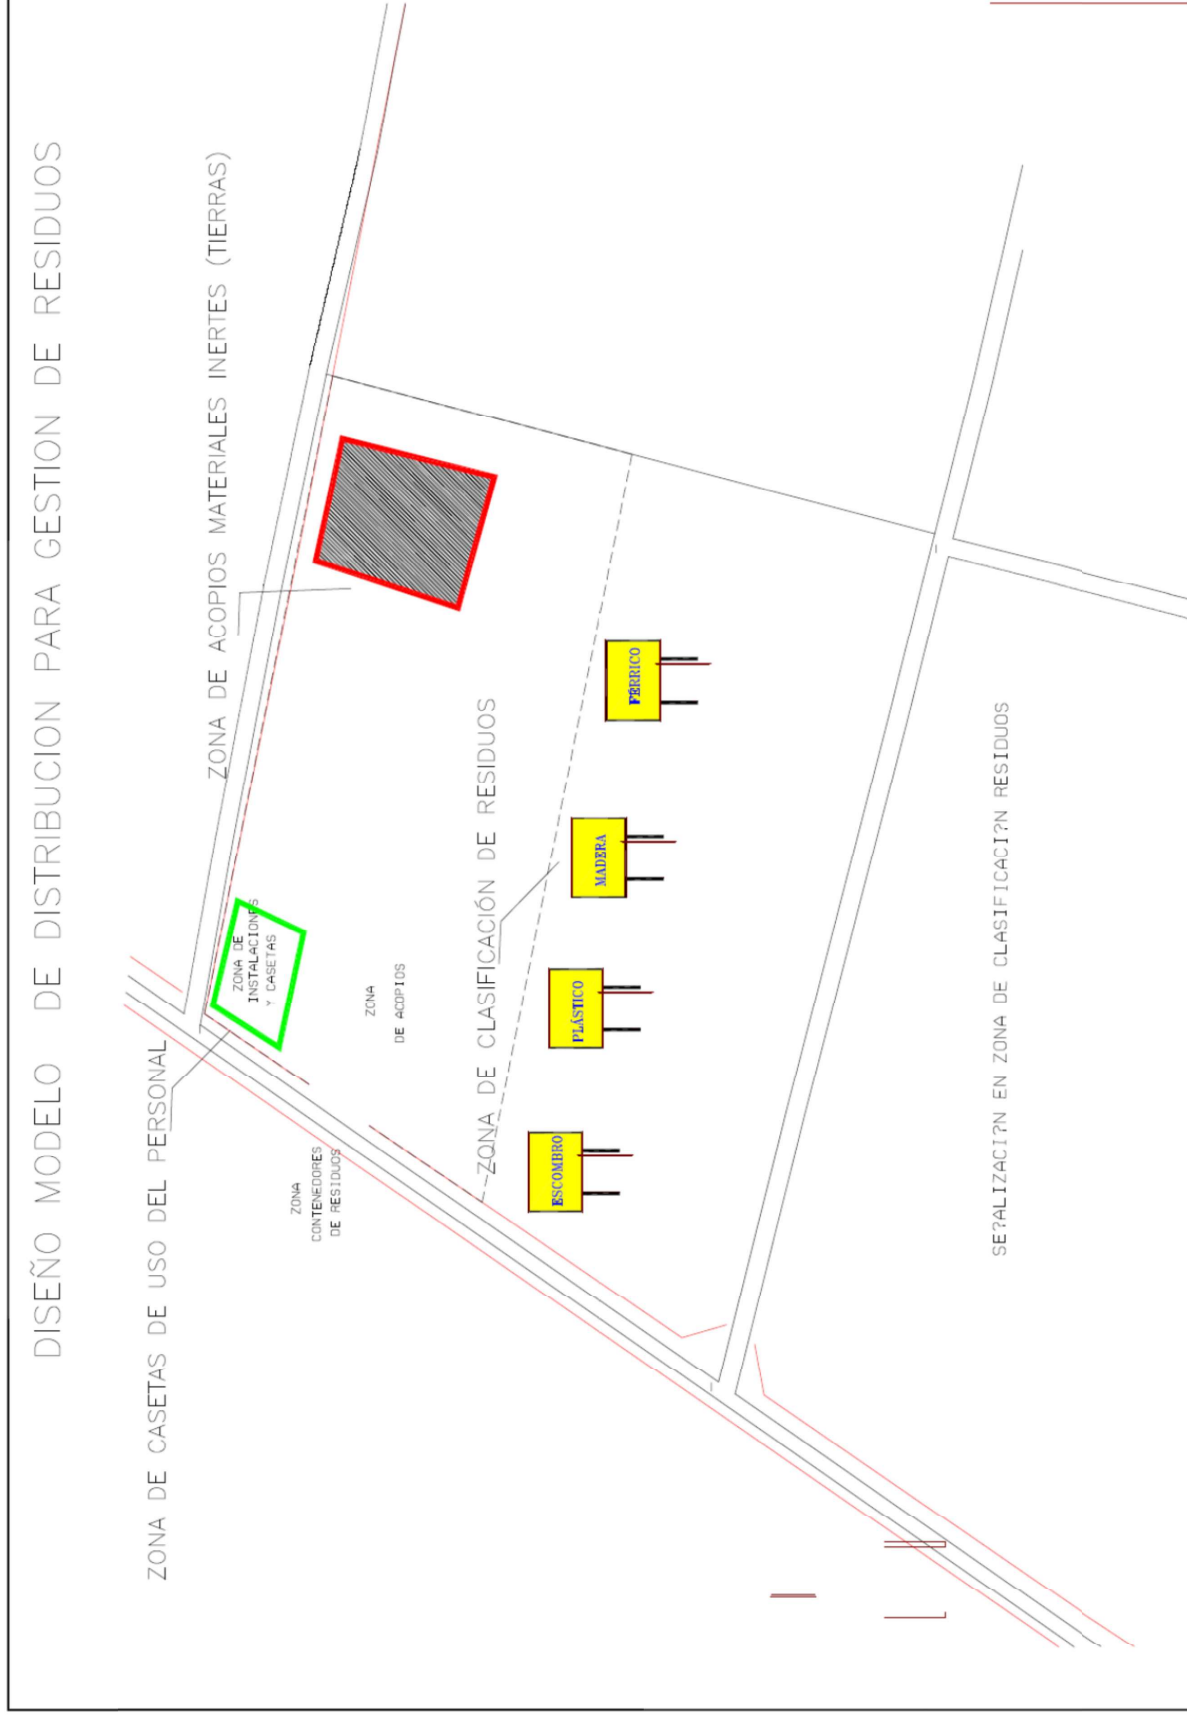 DISEÑO MODELO DE DISTRIBUCION PARA GESTION DE RESIDUOS
ZONA DE CASETAS DE USO DEL PERSONAL
ZONA DE ACOPIOS MATERIALES INERTES (TIERRAS)
ZONA DE
INSTALACIONES
Y CASETAS
ZONA
CONTENEDORES
DE RESIDUOS
ZONA
DE ACOPIOS
ZONA DE CLASIFICACIÓN DE RESIDUOS
ESCOMBRO
PLÁSTICO
MADERA
FÉRRICO
SE?ALIZACI?N EN ZONA DE CLASIFICACI?N RESIDUOS